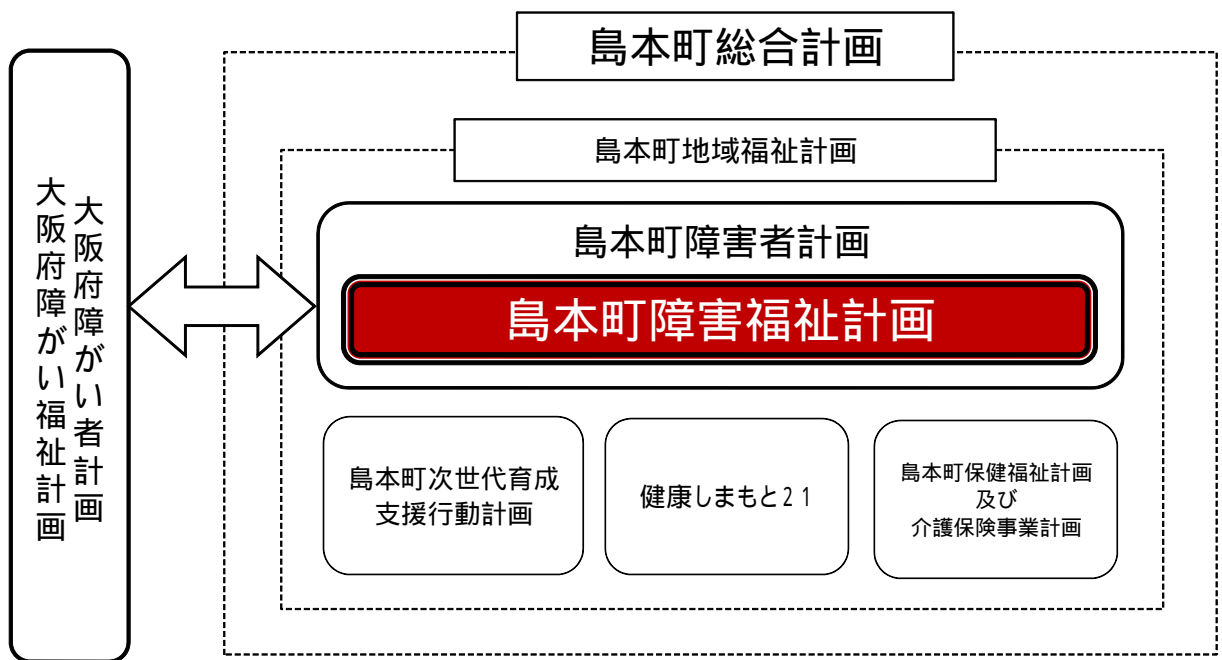 島本町総合計画
島本町地域福祉計画
大阪府障がい者計画
大阪府障がい福祉計画
島本町障害者計画
島本町障害福祉計画
島本町次世代育成
支援行動計画
健康しまもと21
島本町保健福祉計画
及び
介護保険事業計画